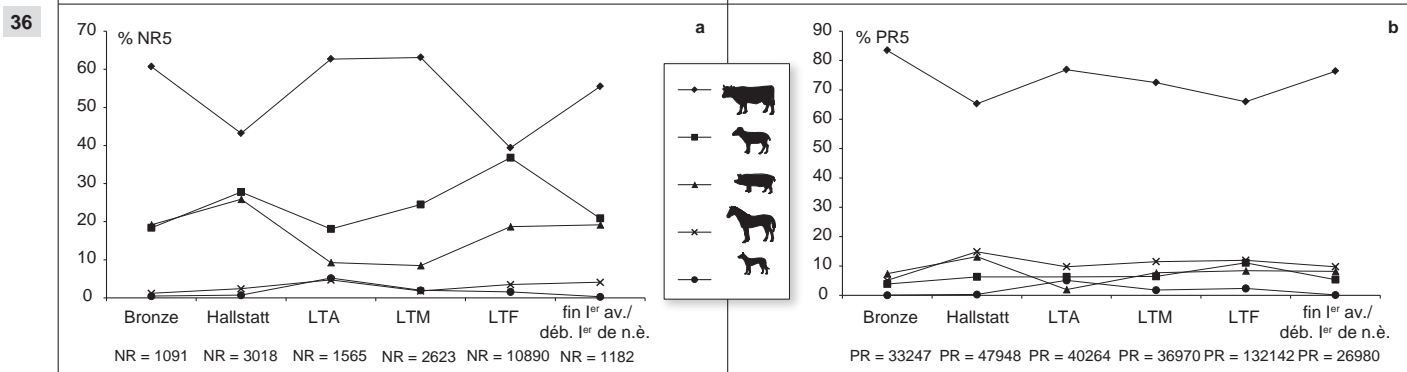 36
a
% NR5
70
60
50
40
30
20
10
0
Bronze Hallstatt LTA LTM LTF fin Ier av./
déb. Ier de n.è.
NR = 1091 NR = 3018 NR = 1565 NR = 2623 NR = 10890 NR = 1182
b
% PR5
90
80
70
60
50
40
30
20
10
0
Bronze Hallstatt LTA LTM LTF fin Ier av./
déb. Ier de n.è.
PR = 33247 PR = 47948 PR = 40264 PR = 36970 PR = 132142 PR = 26980